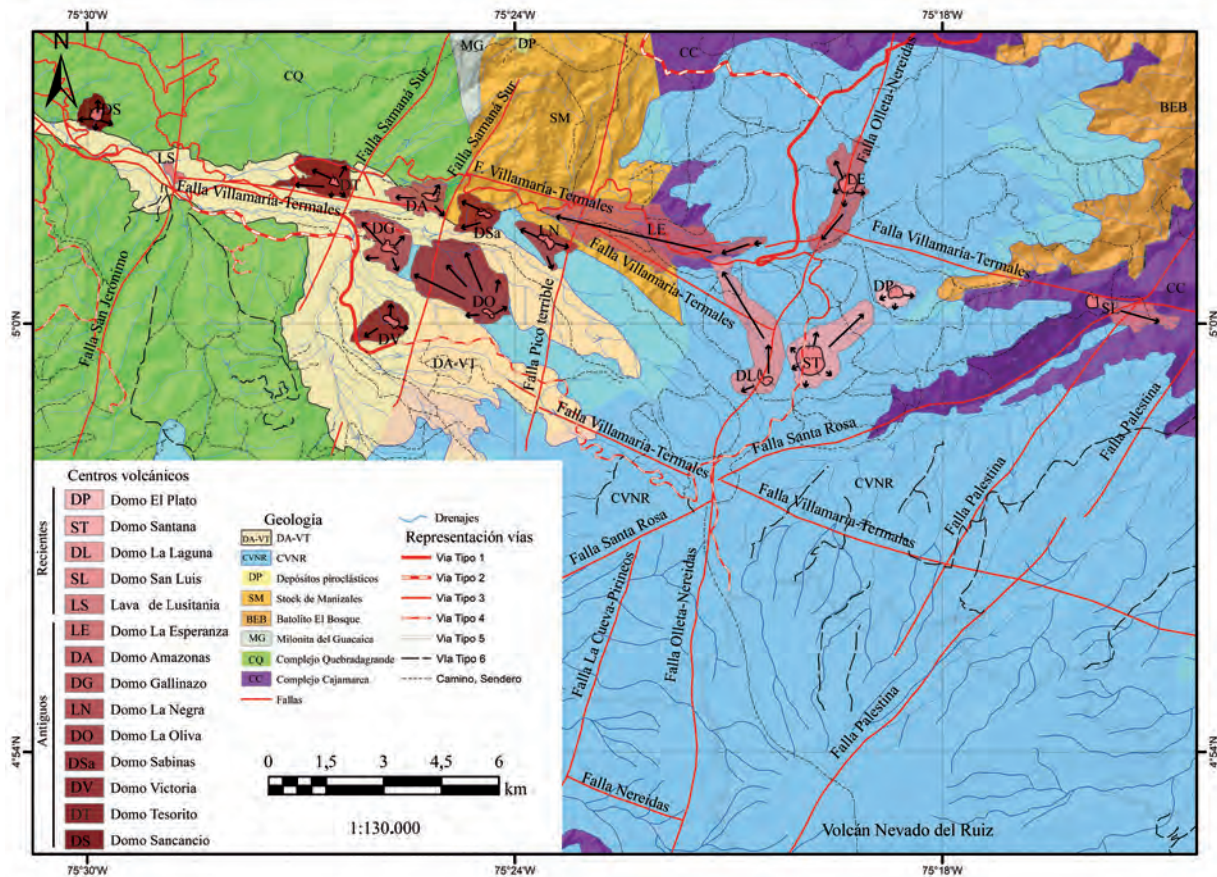 75°30'W
75°24'W
75°18'W
N
MG
DP
CC
CQ
BEB
DS
SM
Falla Samaná Sur
Falla Samaná Sur
Falla Olleta-Nereidas
LS
DT
F. Villamaría-Termales
DE
Falla Villamaría-Termales
DA
DSa
LN
LE
DG
Falla Villamaría-Termales
Falla Villamaría-Termales
DO
DP
CC
SL
5°0'N
5°0'N
Falla San Jerónimo
Falla Pico Terrible
DV
DA-VT
DL
ST
Falla Villamaría-Termales
Falla Santa Rosa
Falla Palestina
Falla Palestina
CVNR
CVNR
Falla Villamaría-Termales
Falla Santa Rosa
Falla La Cueva-Pirineos
Falla Olleta-Nereidas
Falla Palestina
Falla Nereidas
Volcán Nevado del Ruiz
4°54'N
4°54'N
Centros volcánicos
Recientes
DP Domo El Plato
ST Domo Santana
DL Domo La Laguna
SL Domo San Luis
LS Lava de Lusitania
Antiguos
LE Domo La Esperanza
DA Domo Amazonas
DG Domo Gallinazo
LN Domo La Negra
DO Domo La Oliva
DSa Domo Sabinas
DV Domo Victoria
DT Domo Tesorito
DS Domo Sancancio
Geología
DA-VT DA-VT
CVNR CVNR
DP Depósitos piroclásticos
SM Stock de Manizales
BEB Batolito El Bosque
MG Milonita del Guacaica
CQ Complejo Quebradagrande
CC Complejo Cajamarca
Fallas
Drenajes
Representación vias
Via Tipo 1
Via Tipo 2
Via Tipo 3
Via Tipo 4
Via Tipo 5
VIa Tipo 6
Camino, Sendero
0 1,5 3 4,5 6
km
1:130.000
75°30'W
75°24'W
75°18'W